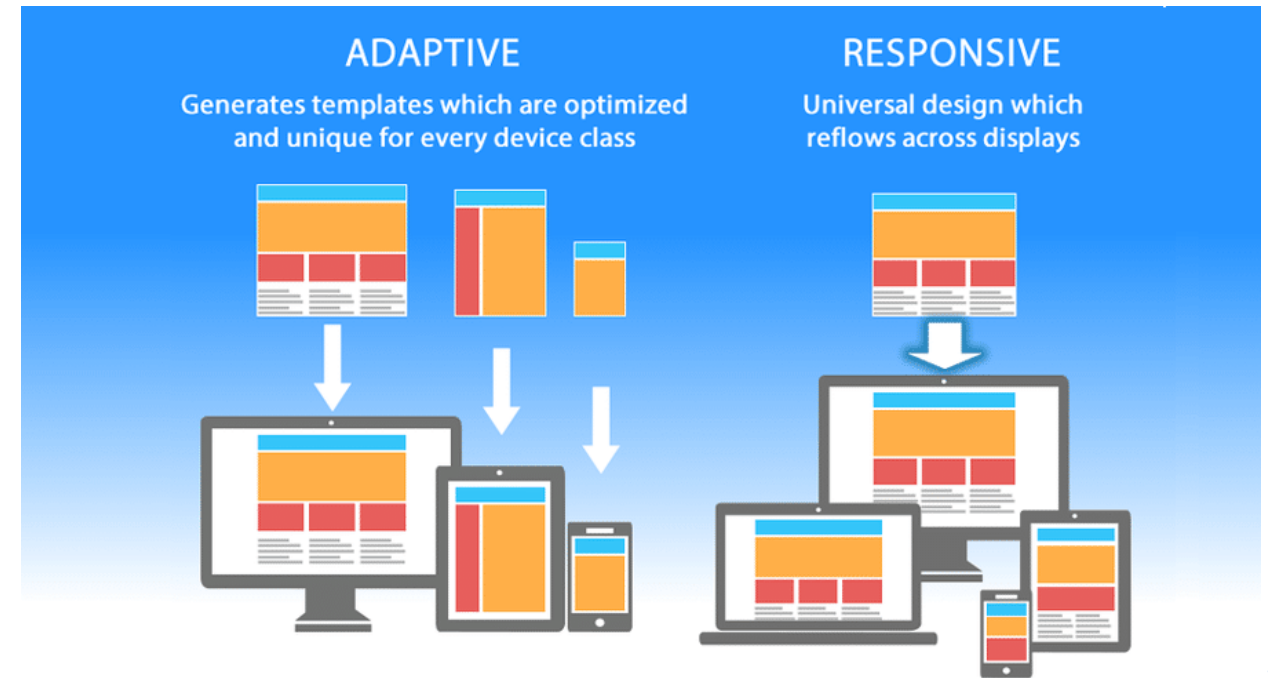 ADAPTIVE
Generates templates which are optimized
and unique for every device class
RESPONSIVE
Universal design which
reflows across displays